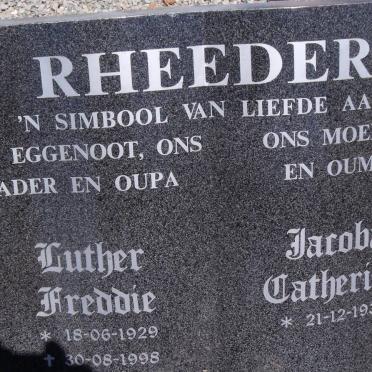 RHEEDER
'N SIMBOOL VAN LIEFDE AA
EGGENOOT, ONS ONS MOE
ADER EN OUPA EN OUM
Luther Freddie
* 18-06-1929
✝ 30-08-1998
Jacoba
Catheri
* 21-12-19